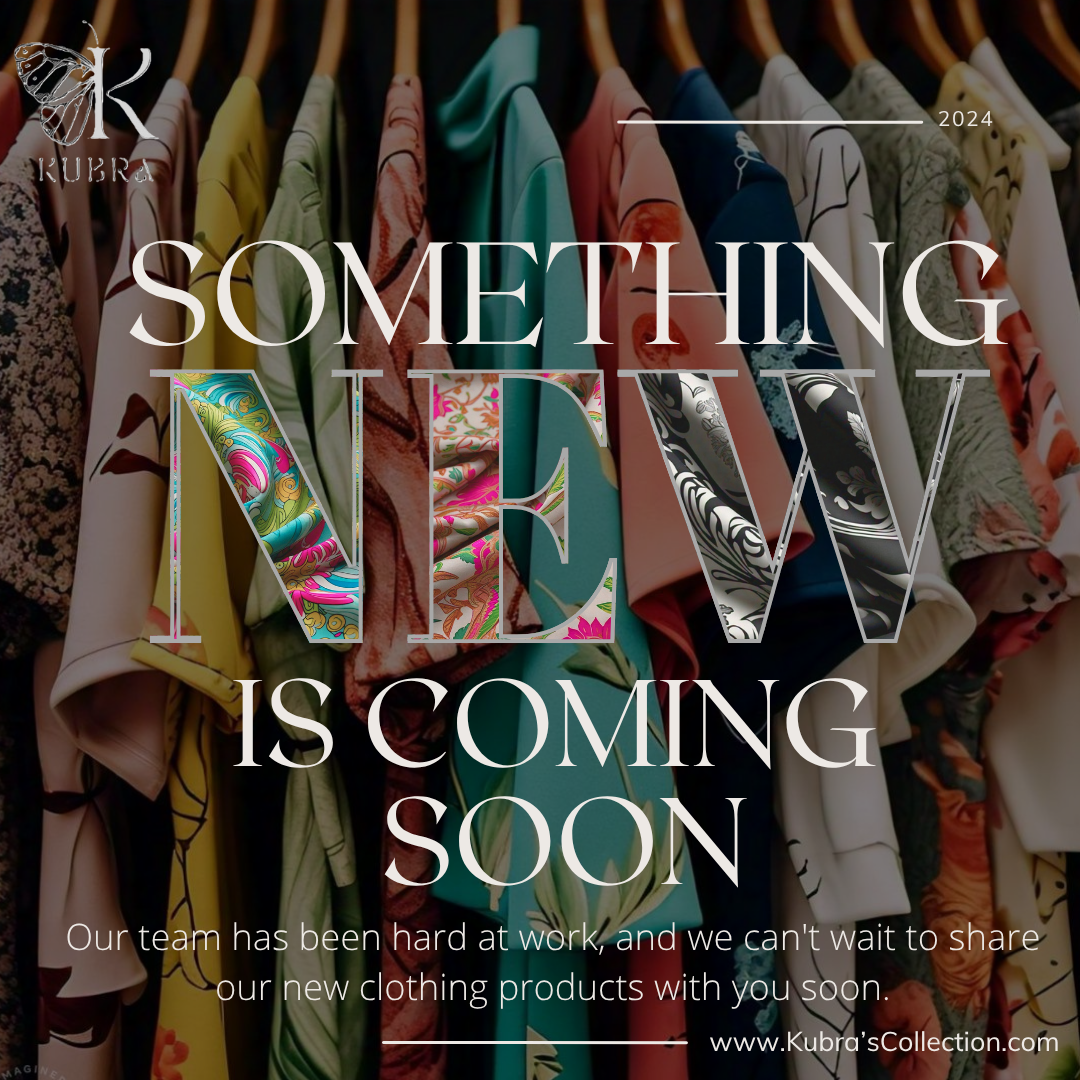 K
KUBRA
2024
SOMETHING
NEW
IS COMING
SOON
Our team has been hard at work, and we can't wait to share
our new clothing products with you soon.
www.Kubra’sCollection.com